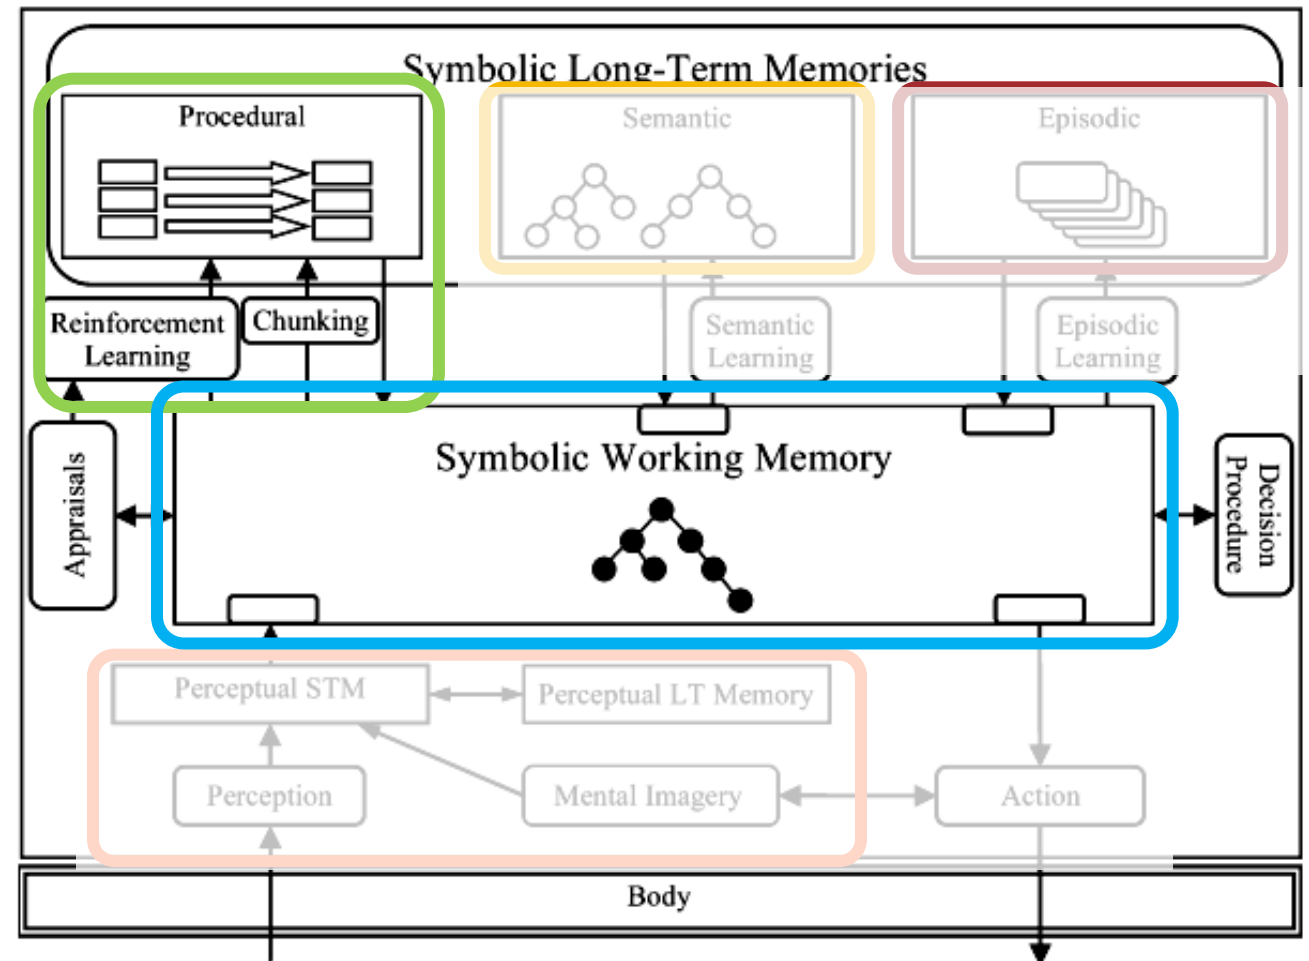 Symbolic Long-Term Memories
Procedural
Semantic
Episodic
Reinforcement
Learning
Chunking
Semantic
Learning
Episodic
Learning
Symbolic Working Memory
Appraisals
Decision
Procedure
Perceptual STM
Perceptual LT Memory
Perception
Mental Imagery
Action
Body